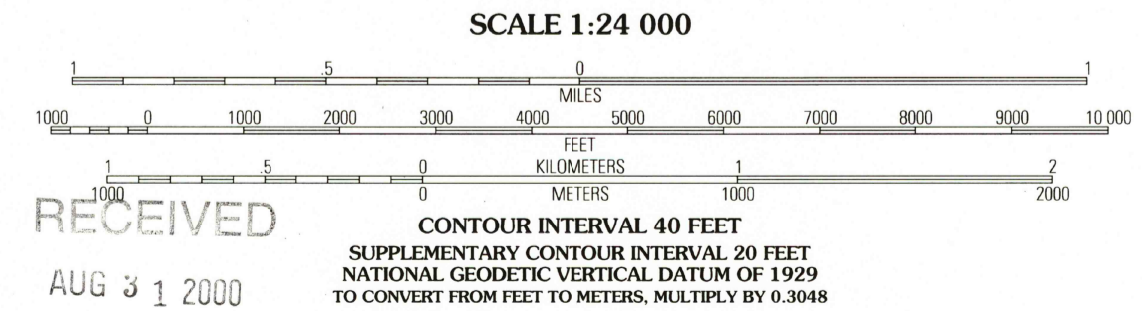 SCALE 1:24 000
1 .5 0 1
MILES
1000 0 1000 2000 3000 4000 5000 6000 7000 8000 9000 10 000
FEET
1 .5 0 KILOMETERS 1 2
1000 0 METERS 1000 2000
RECEIVED
AUG 31 2000
CONTOUR INTERVAL 40 FEET
SUPPLEMENTARY CONTOUR INTERVAL 20 FEET
NATIONAL GEODETIC VERTICAL DATUM OF 1929
TO CONVERT FROM FEET TO METERS, MULTIPLY BY 0.3048